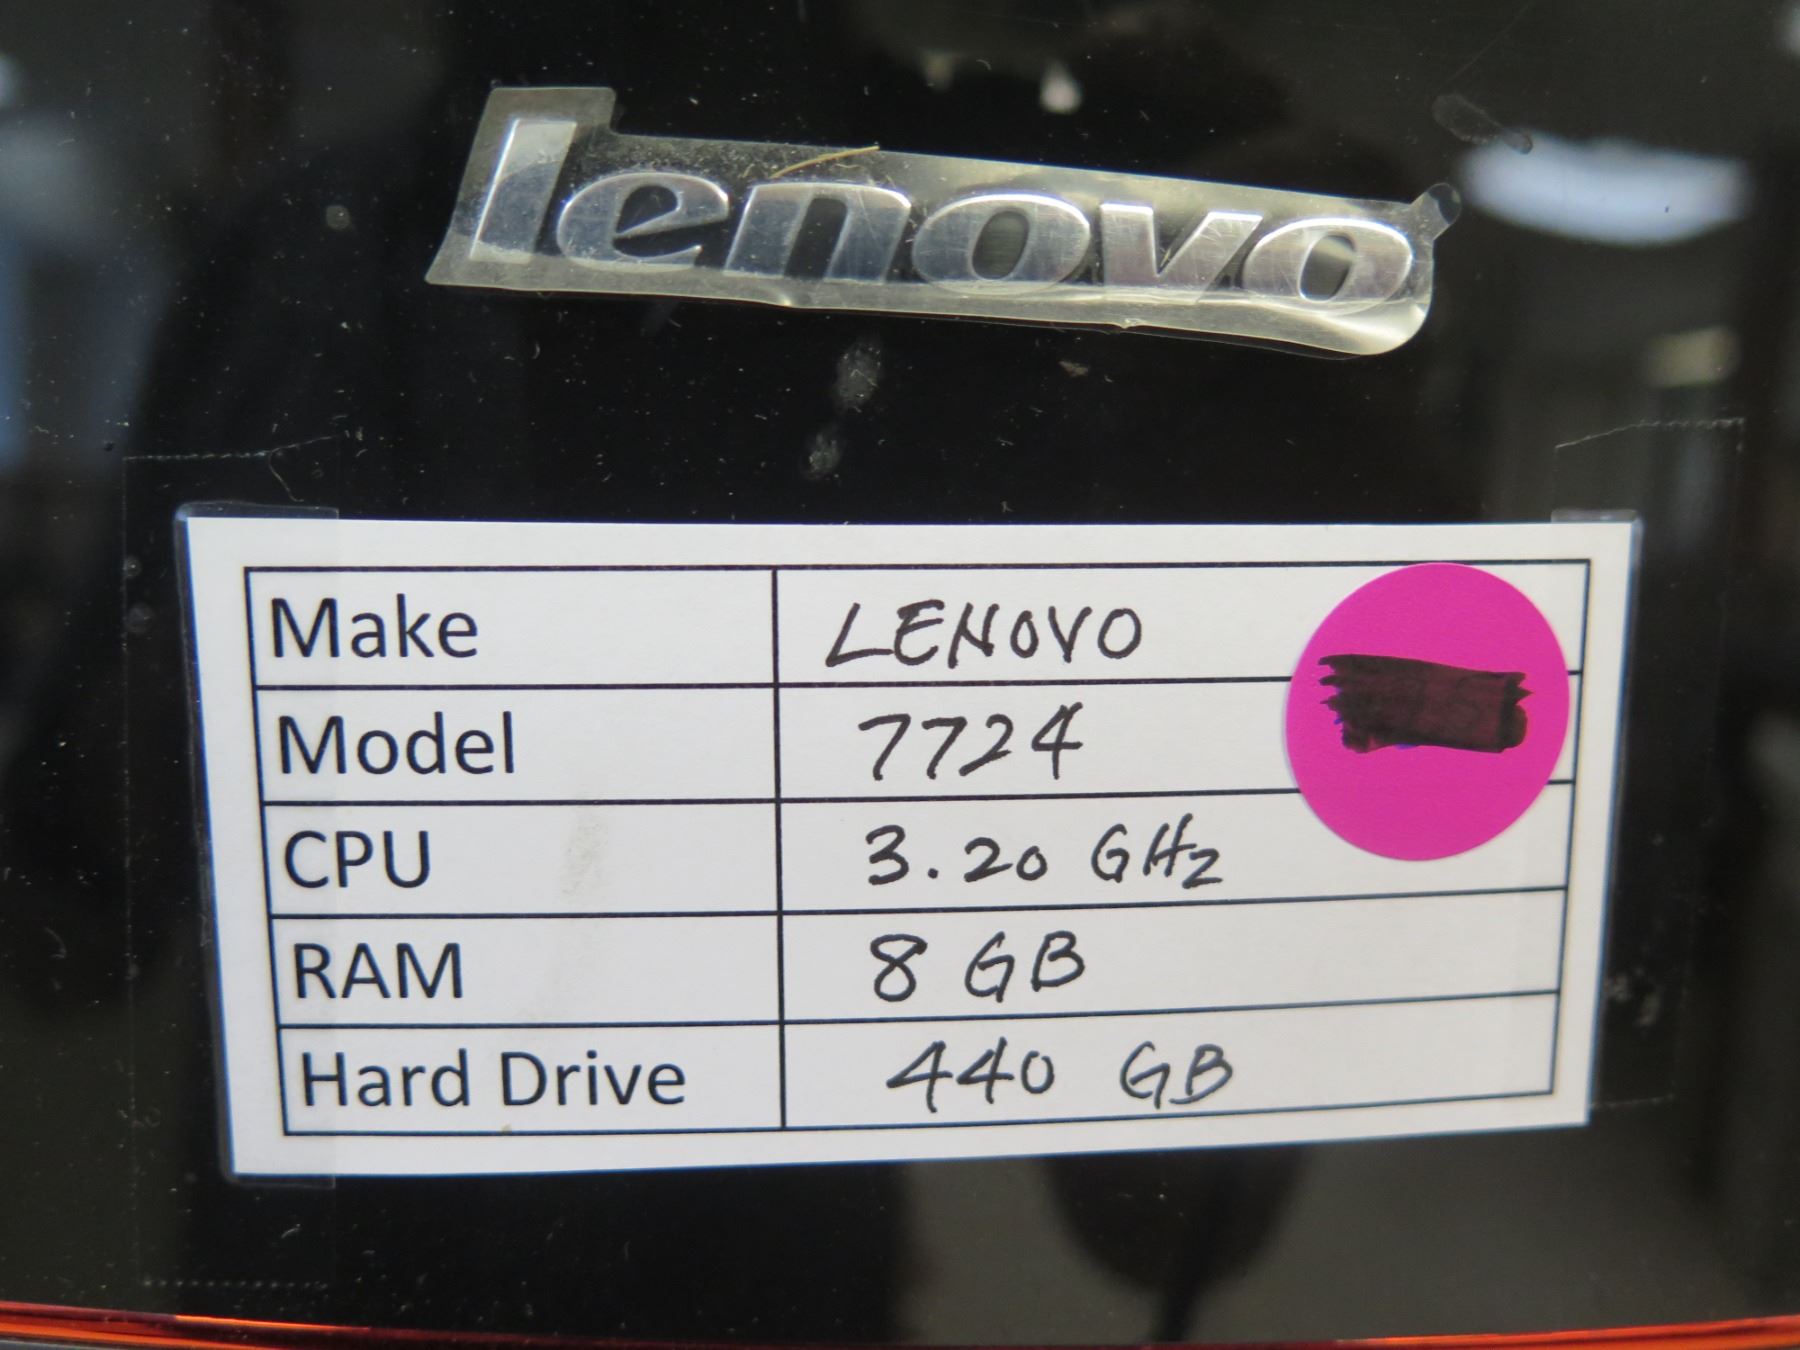 lenovo
Make LENOVO
Model 7724
CPU 3.20 GHz
RAM 8 GB
Hard Drive 440 GB